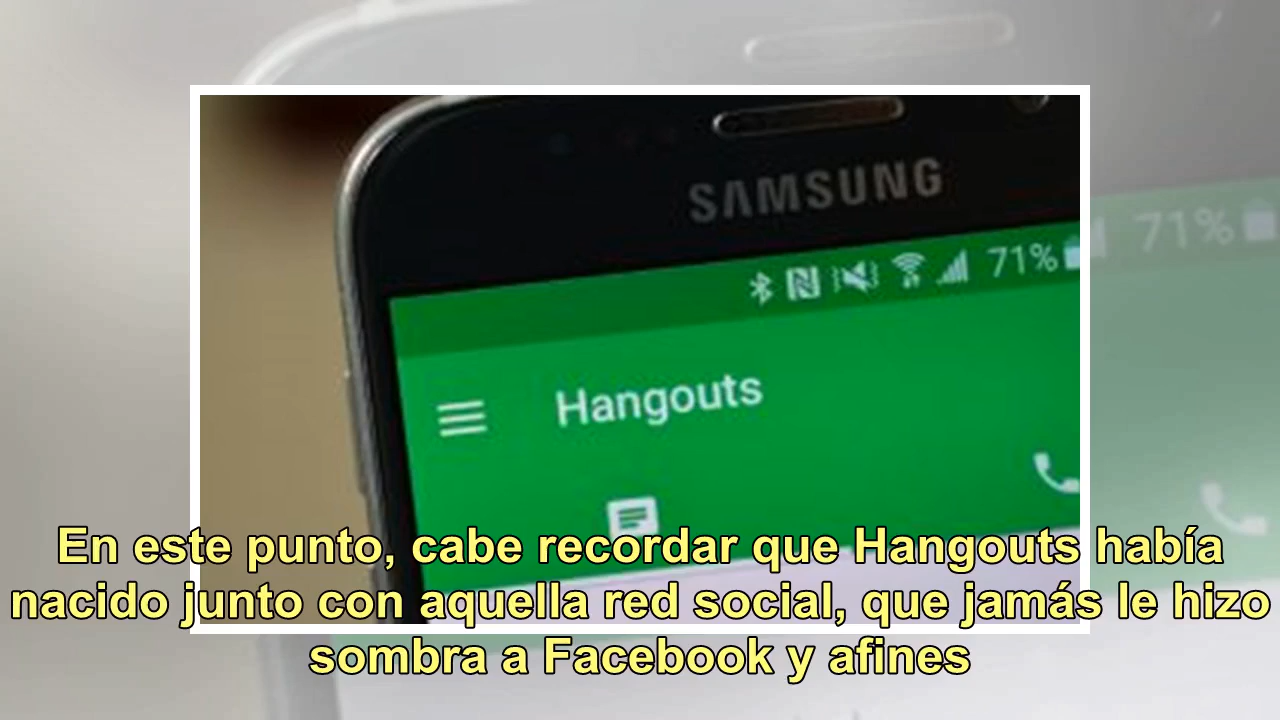 SAMSUNG
71%
71%
Hangouts
En este punto, cabe recordar que Hangouts había
nacido junto con aquella red social, que jamás le hizo
sombra a Facebook y afines